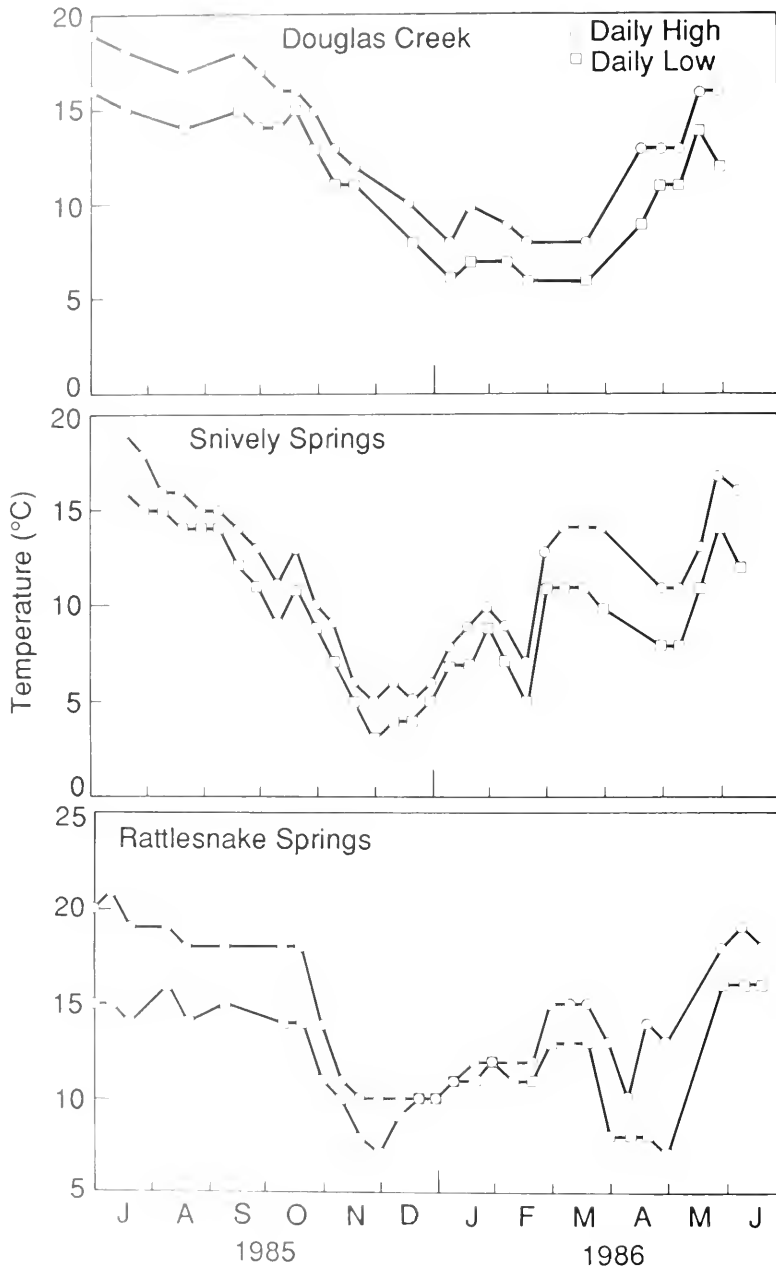 20
Douglas Creek
Daily High
Daily Low
15
10
5
0
20
Snively Springs
15
10
5
0
Temperature (°C)
25
Rattlesnake Springs
20
15
10
5
J A S O N D J F M A M J
1985 1986